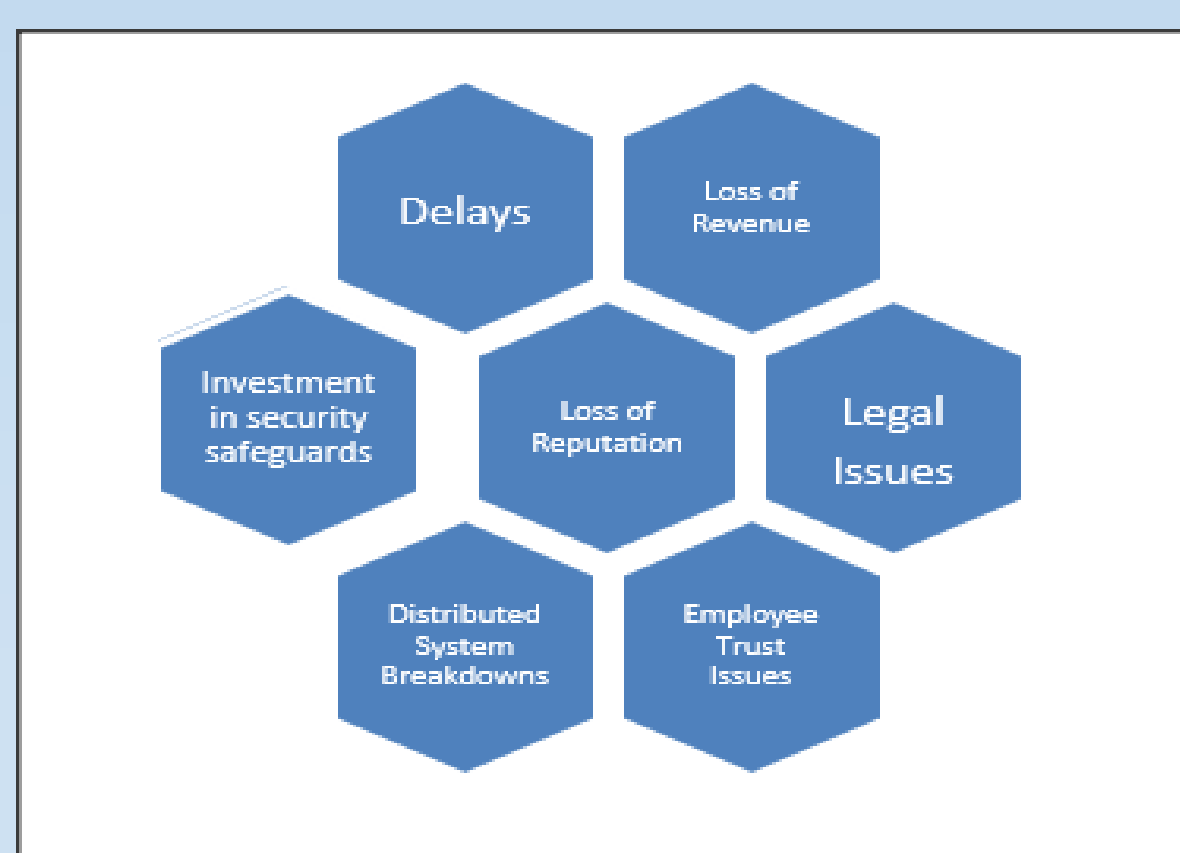 Delays
Loss of
Revenue
Investment
in security
safeguards
Loss of
Reputation
Legal
Issues
Distributed
System
Breakdowns
Employee
Trust
Issues